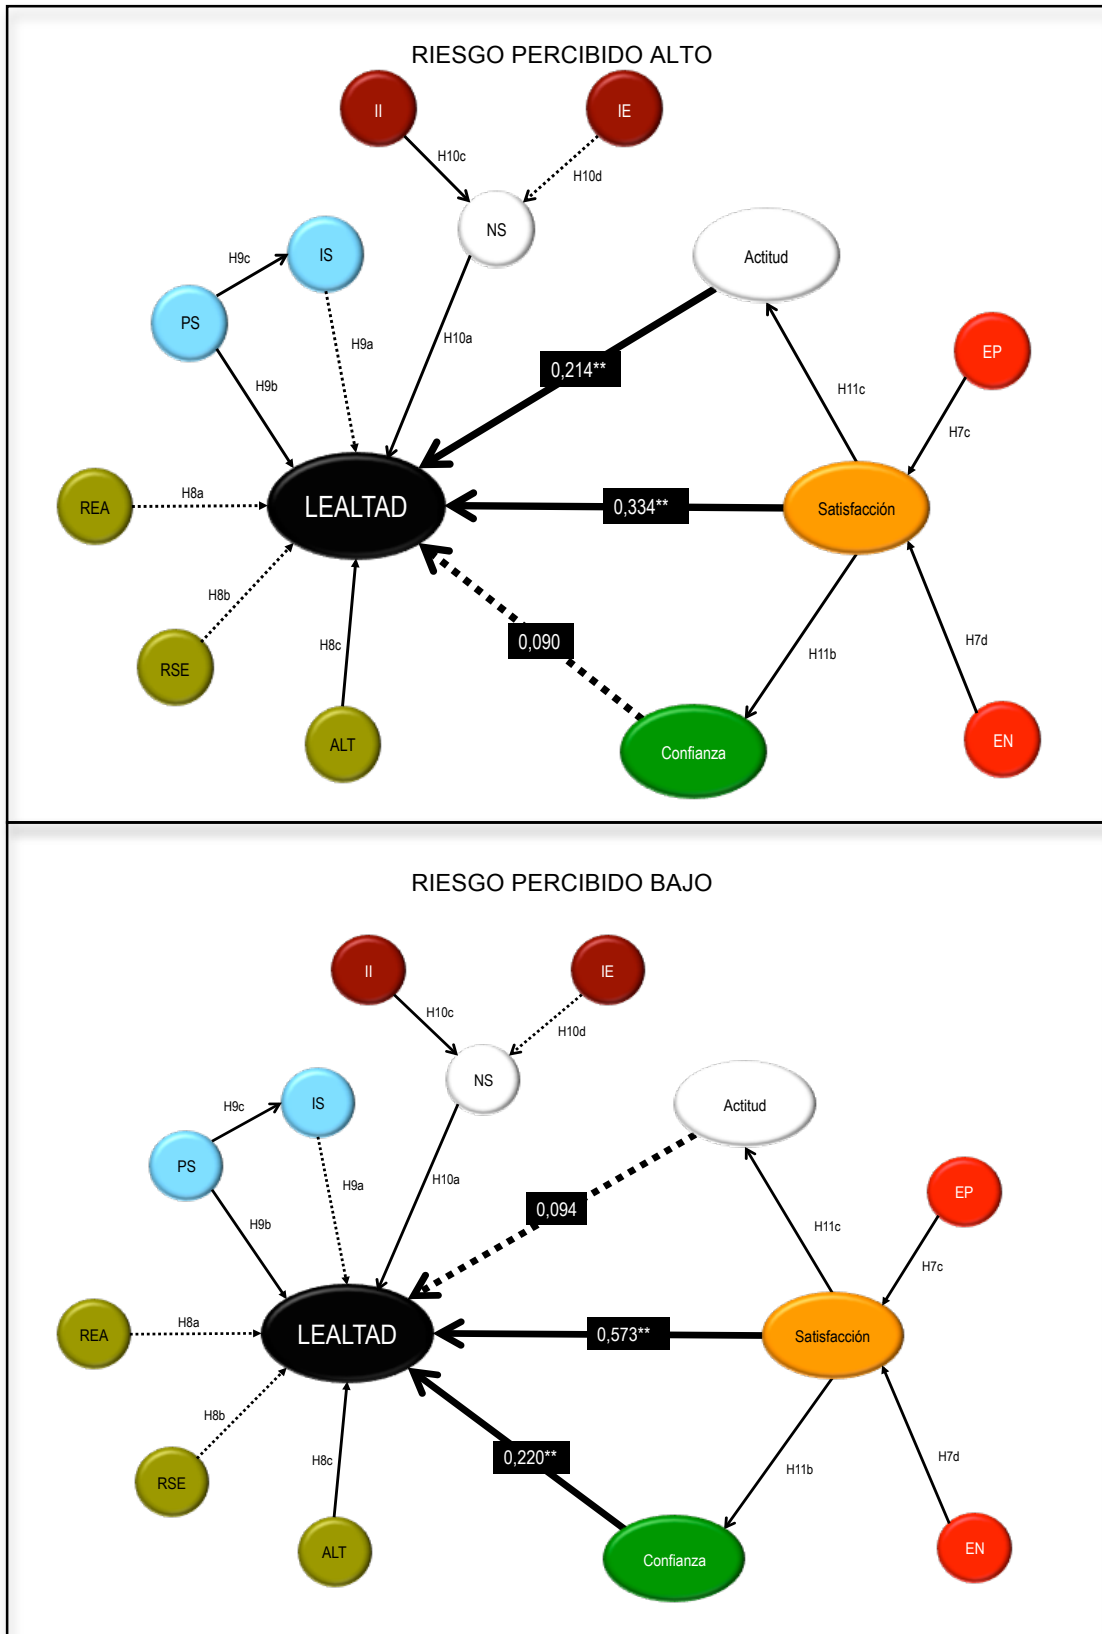 RIESGO PERCIBIDO ALTO
II
IE
H10c
H10d
NS
IS
H9c
Actitud
PS
H9a
H10a
EP
H9b
0,214**
H11c
H7c
REA
H8a
LEALTAD
0,334**
Satisfacción
H8b
RSE
H8c
0,090
H11b
H7d
ALT
Confianza
EN
RIESGO PERCIBIDO BAJO
II
IE
H10c
H10d
NS
IS
H9c
Actitud
PS
H9a
H10a
EP
H9b
0,094
H11c
H7c
REA
H8a
LEALTAD
0,573**
Satisfacción
H8b
RSE
H8c
0,220**
H11b
H7d
ALT
Confianza
EN